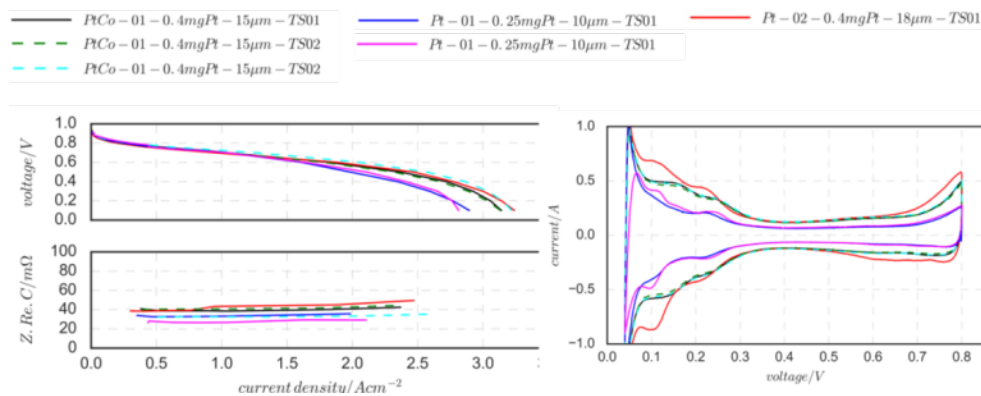 PtCo − 01 − 0.4mgPt − 15μm − TS01
PtCo − 01 − 0.4mgPt − 15μm − TS02
PtCo − 01 − 0.4mgPt − 15μm − TS02
Pt − 01 − 0.25mgPt − 10μm − TS01
Pt − 01 − 0.25mgPt − 10μm − TS01
Pt − 02 − 0.4mgPt − 18μm − TS01
voltage/V
1.0
0.8
0.6
0.4
0.2
0.0
Z.Re.C/mΩ
100
80
60
40
20
0
0.0 0.5 1.0 1.5 2.0 2.5 3.0 3.5
current density/Acm⁻²
current/A
1.0
0.5
0.0
−0.5
−1.0
0.0 0.1 0.2 0.3 0.4 0.5 0.6 0.7 0.8
voltage/V